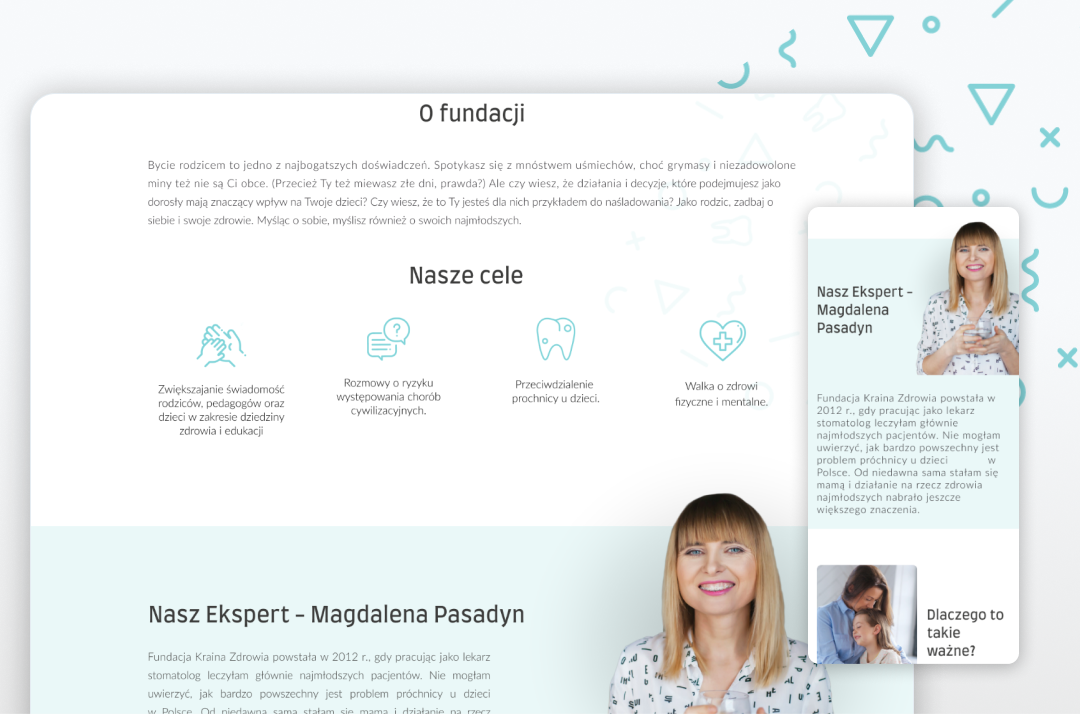 O fundacji
Bycie rodzicem to jedno z najbogatszych doświadczeń. Spotykasz się z mnóstwem uśmiechów, choć grymasy i niezadowolone
miny też nie są Ci obce. (Przecież Ty też miewasz złe dni, prawda?) Ale czy wiesz, że działania i decyzje, które podejmujesz jako
dorosły mają znaczący wpływ na Twoje dzieci? Czy wiesz, że to Ty jesteś dla nich przykładem do naśladowania? Jako rodzic, zadbaj o
siebie i swoje zdrowie. Myśląc o sobie, myślisz również o swoich najmłodszych.
Nasze cele
Zwiększajanie świadomość
rodziców, pedagogów oraz
dzieci w zakresie dziedziny
zdrowia i edukacji
Rozmowy o ryzyku
występowania chorób
cywilizacyjnych.
Przeciwdzialenie
prochnicy u dzieci.
Walka o zdrowi
fizyczne i mentalne.
Nasz Ekspert – Magdalena Pasadyn
Fundacja Kraina Zdrowia powstała w 2012 r., gdy pracując jako lekarz
stomatolog leczyłam głównie najmłodszych pacjentów. Nie mogłam
uwierzyć, jak bardzo powszechny jest problem próchnicy u dzieci
w Polsce. Od niedawna sama stałam się mamą i działanie na rzecz
Nasz Ekspert –
Magdalena
Pasadyn
Fundacja Kraina Zdrowia powstała w
2012 r., gdy pracując jako lekarz
stomatolog leczyłam głównie
najmłodszych pacjentów. Nie mogłam
uwierzyć, jak bardzo powszechny jest
problem próchnicy u dzieci w
Polsce. Od niedawna sama stałam się
mamą i działanie na rzecz zdrowia
najmłodszych nabrało jeszcze
większego znaczenia.
Dlaczego to
takie
ważne?